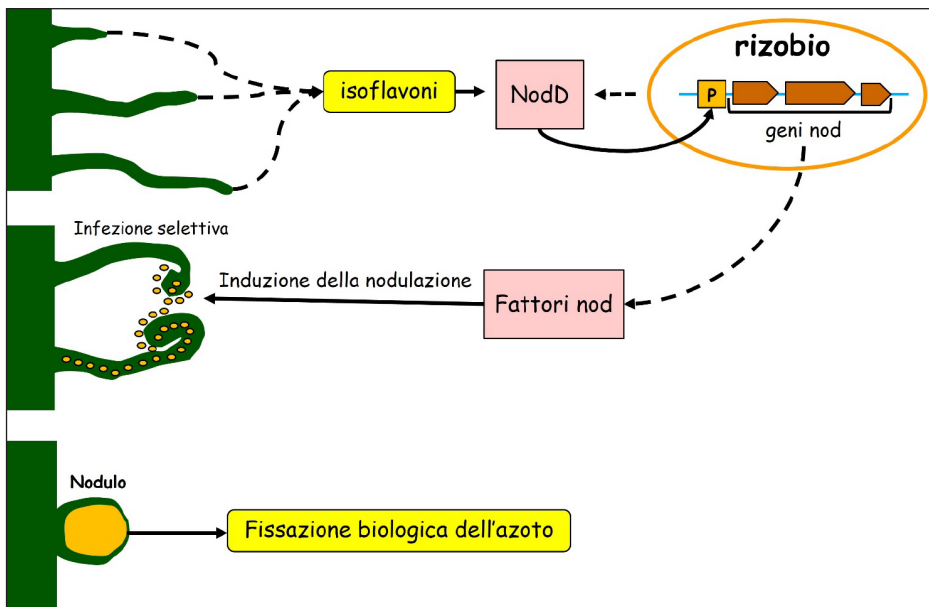 isoflavoni
NodD
rizobio
P
geni nod
Infezione selettiva
Induzione della nodulazione
Fattori nod
Nodulo
Fissazione biologica dell'azoto